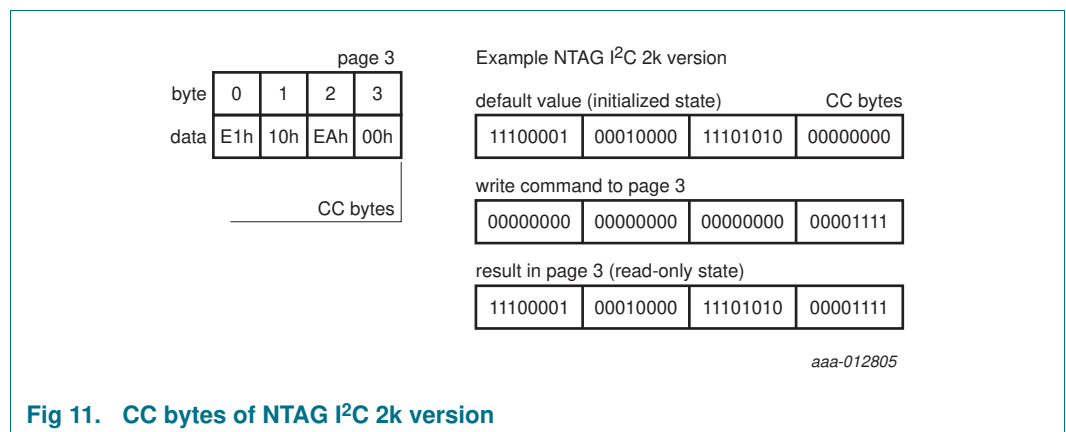 page 3
byte 0 1 2 3
data E1h 10h EAh 00h
CC bytes
Example NTAG I2C 2k version
default value (initialized state) CC bytes
11100001 00010000 11101010 00000000
write command to page 3
00000000 00000000 00000000 00001111
result in page 3 (read-only state)
11100001 00010000 11101010 00001111
aaa-012805
Fig 11. CC bytes of NTAG I2C 2k version